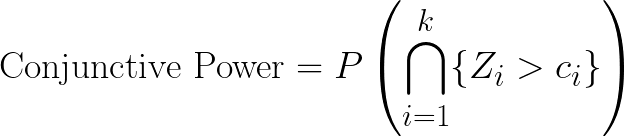 Conjunctive Power = P ( ⋂_{i=1}^{k} {Z_i > c_i} )